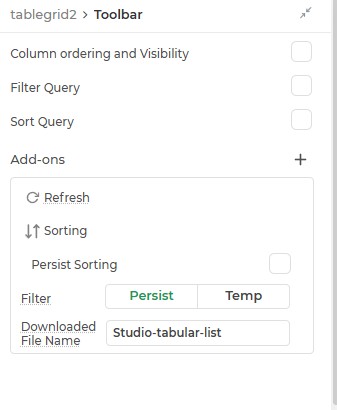 tablegrid2 > Toolbar
Column ordering and Visibility
Filter Query
Sort Query
Add-ons +
Refresh
Sorting
Persist Sorting
Filter Persist Temp
Downloaded
File Name Studio-tabular-list